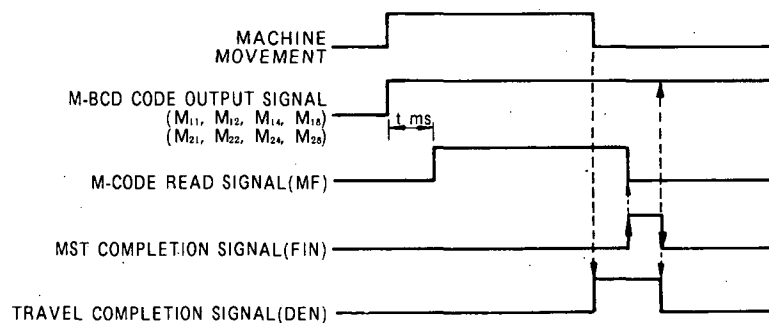 MACHINE
MOVEMENT
M-BCD CODE OUTPUT SIGNAL
(M11, M12, M14, M18)
(M21, M22, M24, M28)
t ms
M-CODE READ SIGNAL(MF)
MST COMPLETION SIGNAL(FIN)
TRAVEL COMPLETION SIGNAL(DEN)